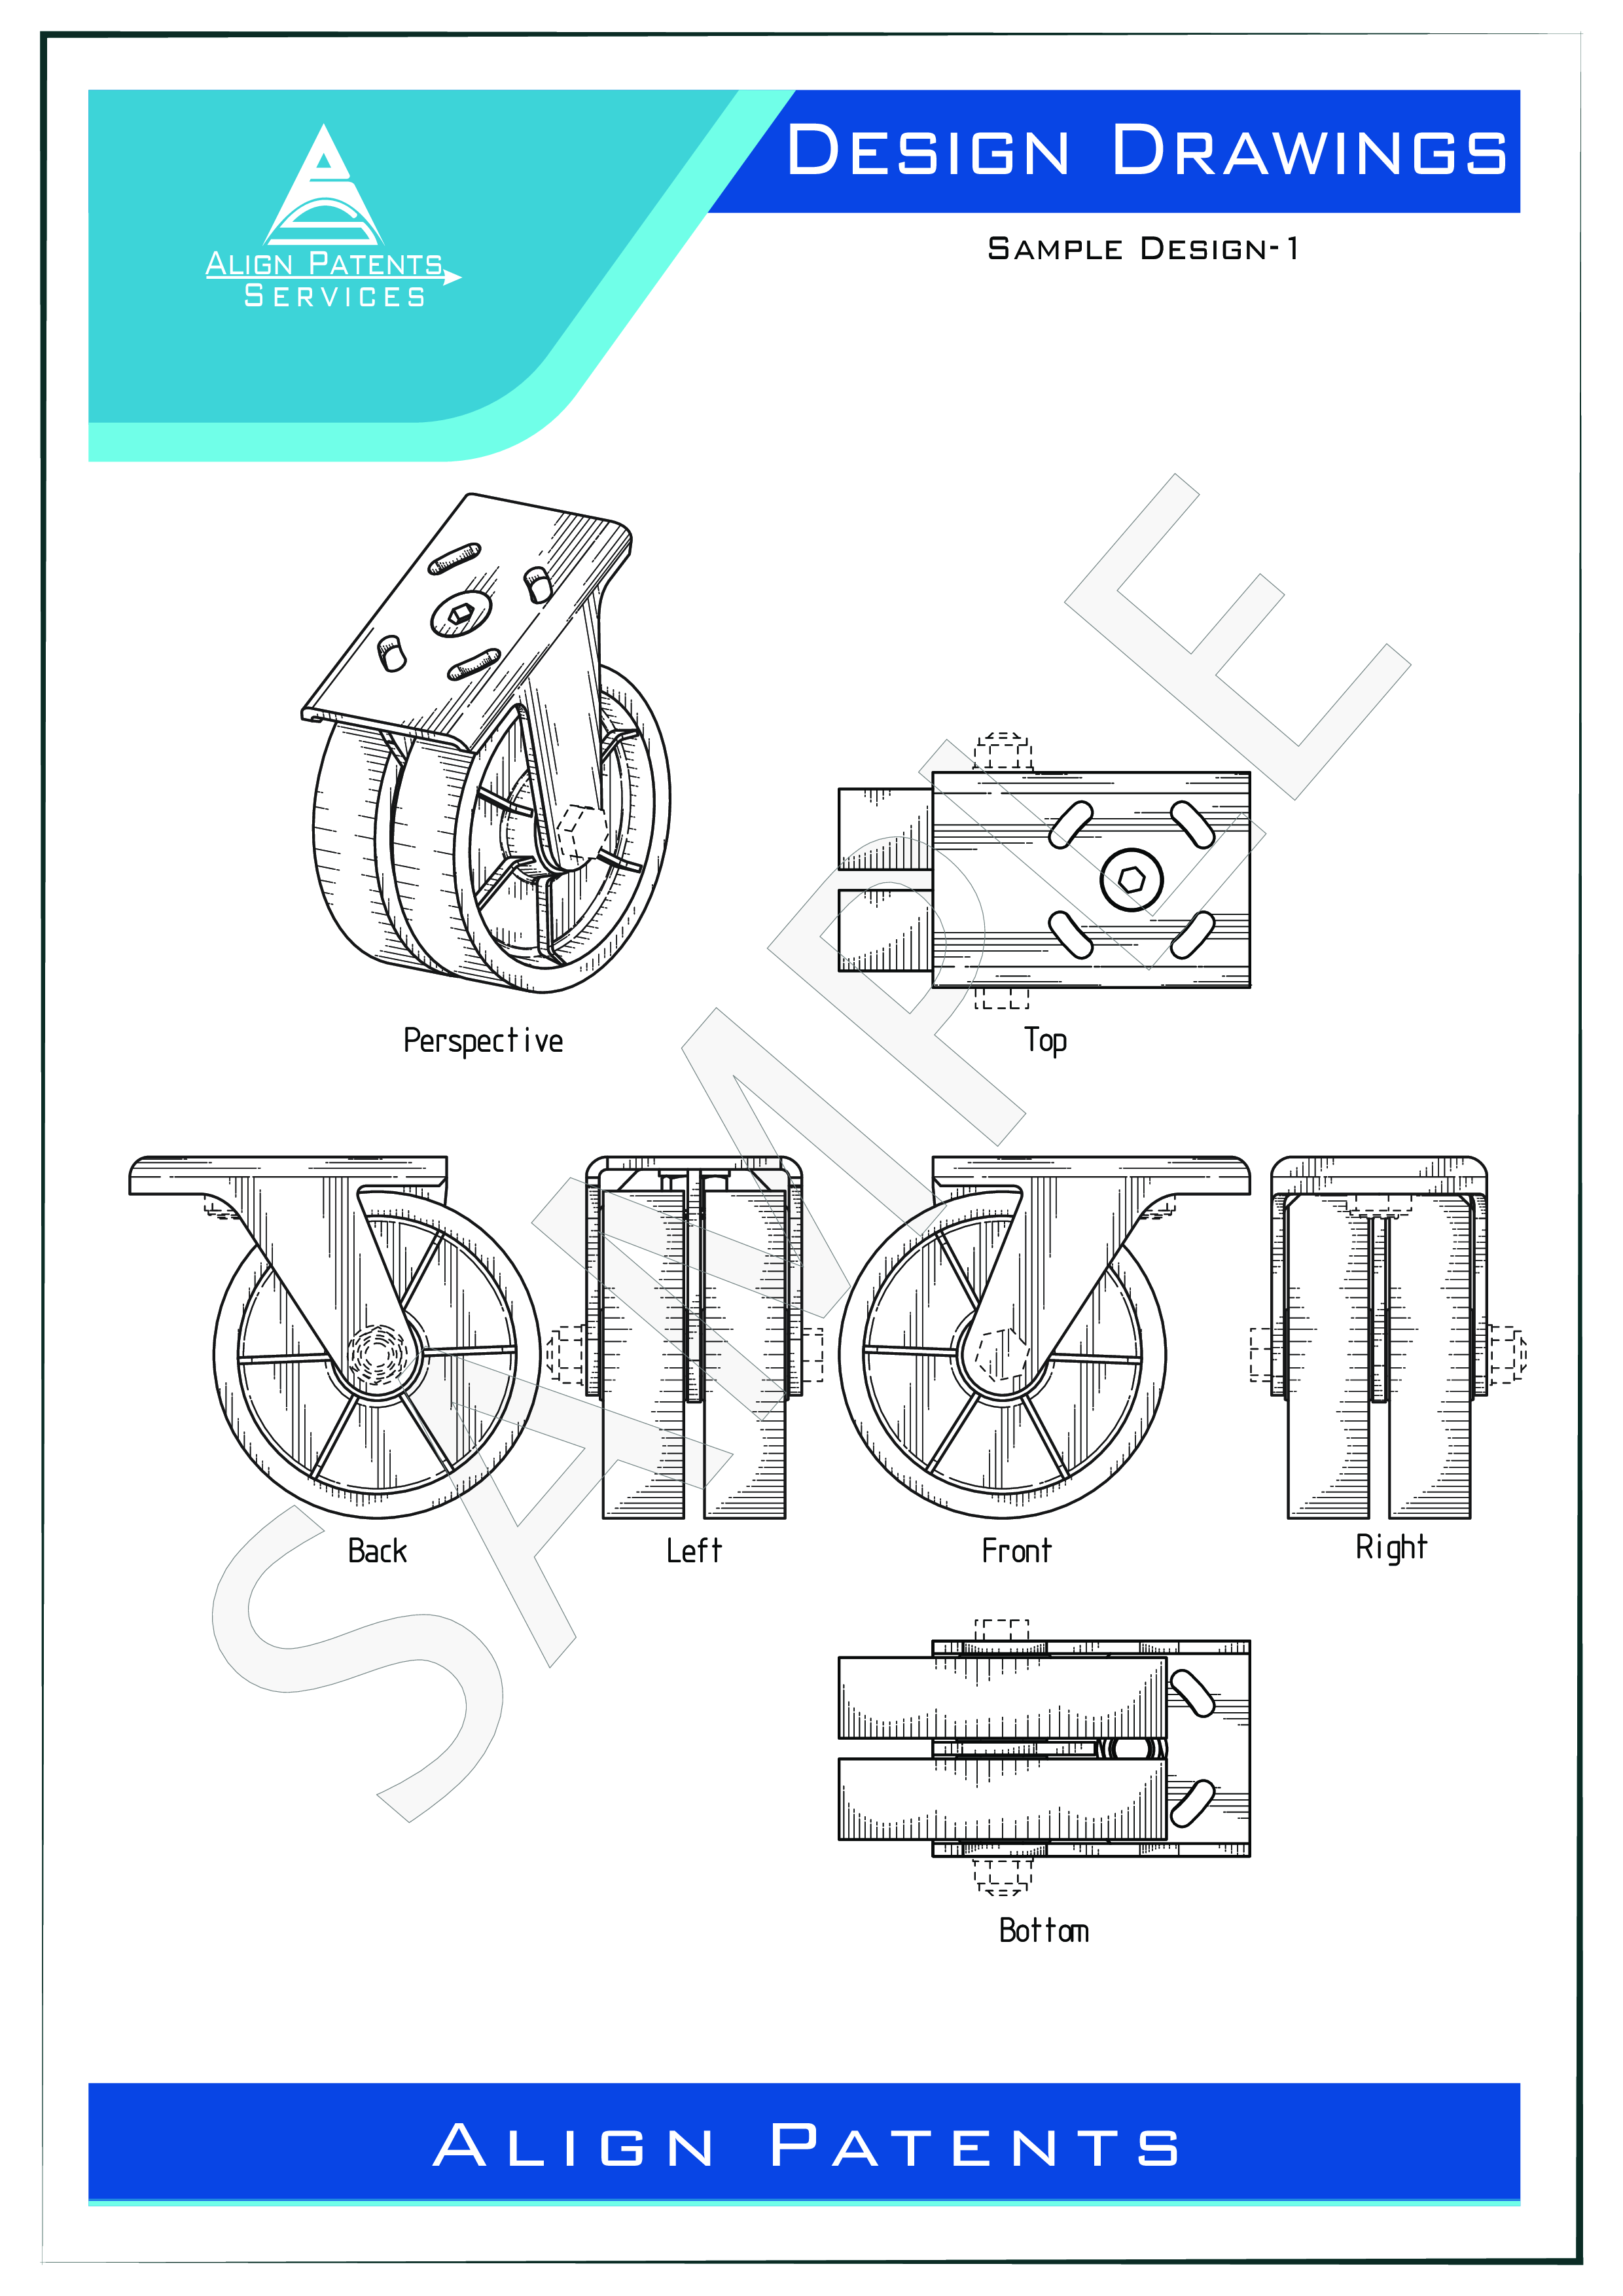 DESIGN DRAWINGS
SAMPLE DESIGN-1
ALIGN PATENTS
SERVICES
Perspective
Top
Back
Left
Front
Right
Bottom
SAMPLE
ALIGN PATENTS